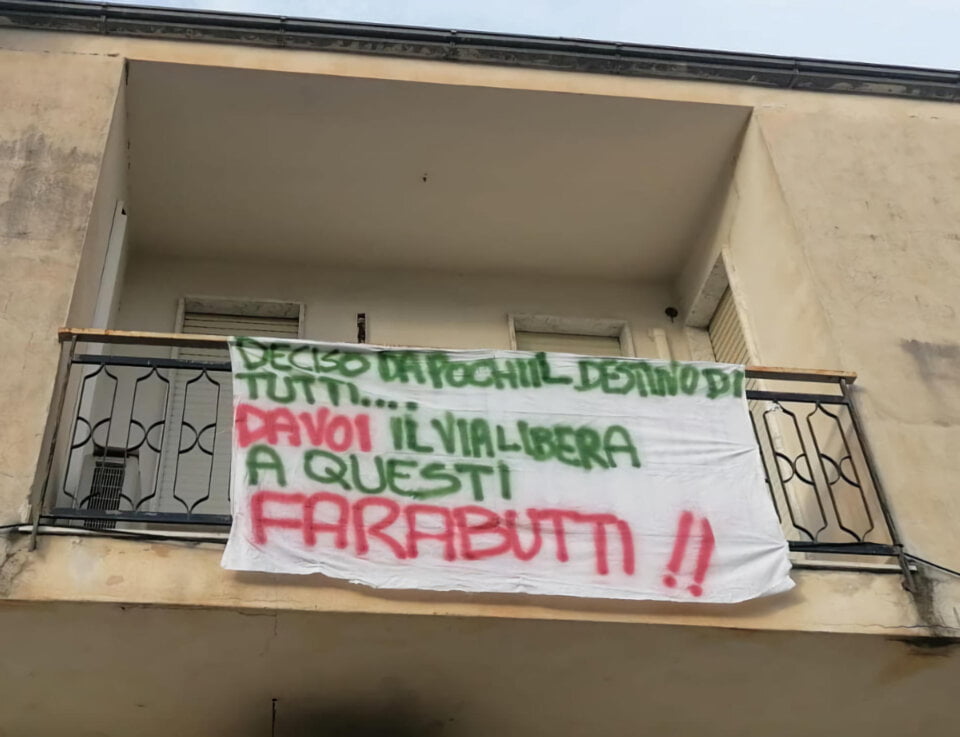 DECISO DA POCHI IL DESTINO DI
TUTTI....
DA VOI IL VIA LIBERA
A QUESTI
FARABUTTI !!